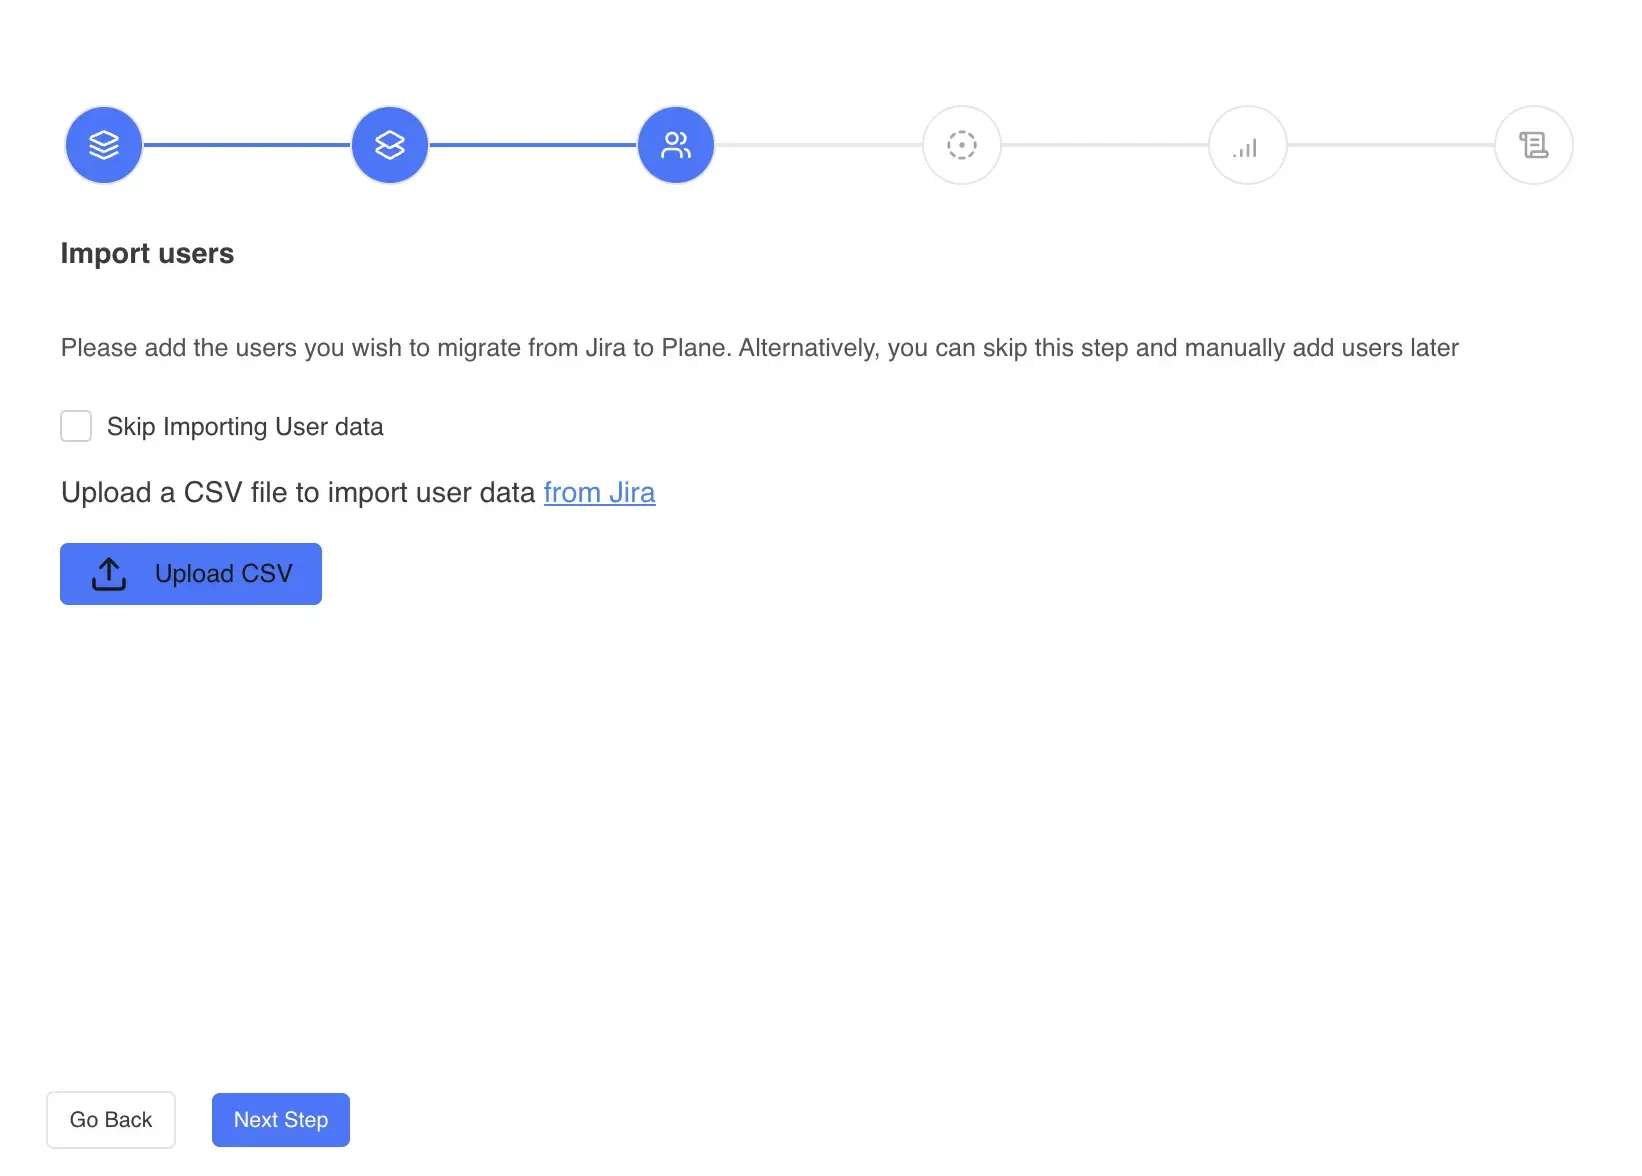 Import users
Please add the users you wish to migrate from Jira to Plane. Alternatively, you can skip this step and manually add users later
Skip Importing User data
Upload a CSV file to import user data from Jira
Upload CSV
Go Back
Next Step